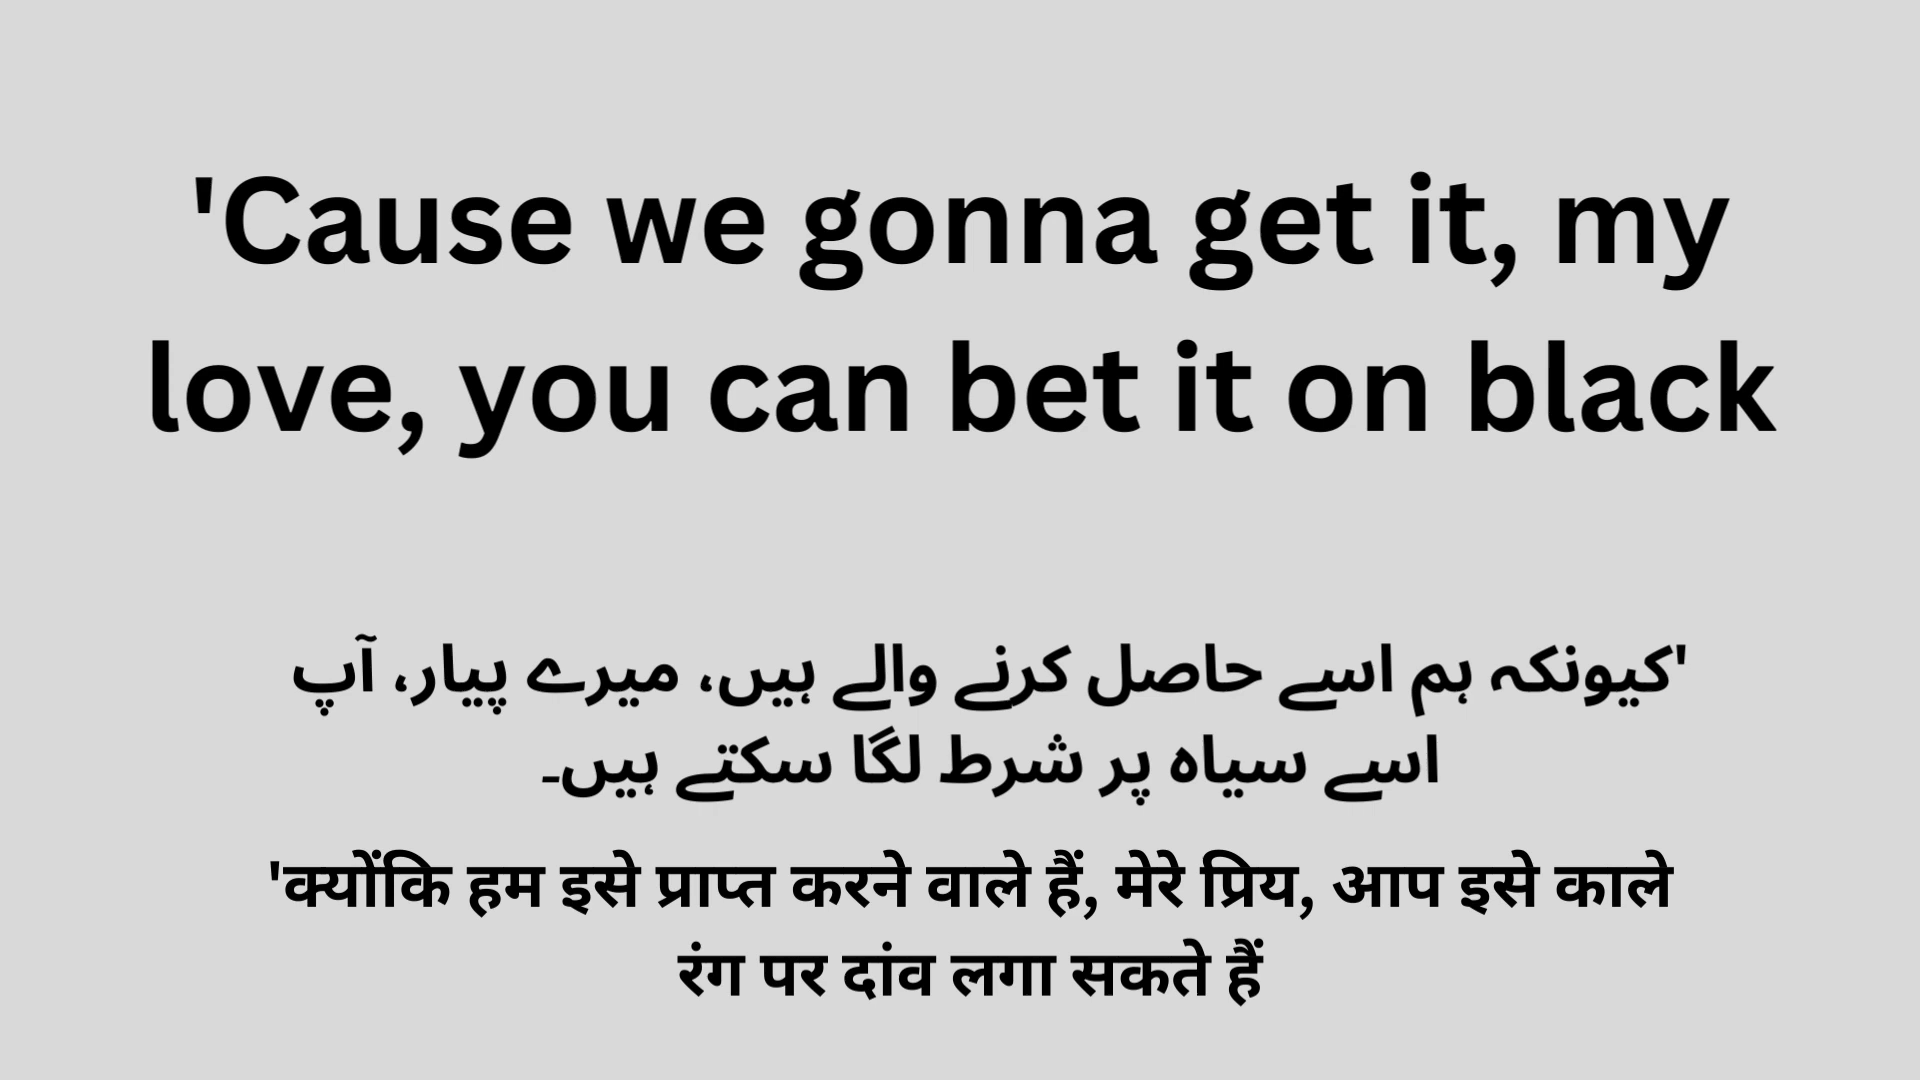 'Cause we gonna get it, my
love, you can bet it on black
'کیونکہ ہم اسے حاصل کرنے والے ہیں، میرے پیار، آپ
اسے سیاہ پر شرط لگا سکتے ہیں۔
'क्योंकि हम इसे प्राप्त करने वाले हैं, मेरे प्रिय, आप इसे काले
रंग पर दांव लगा सकते हैं